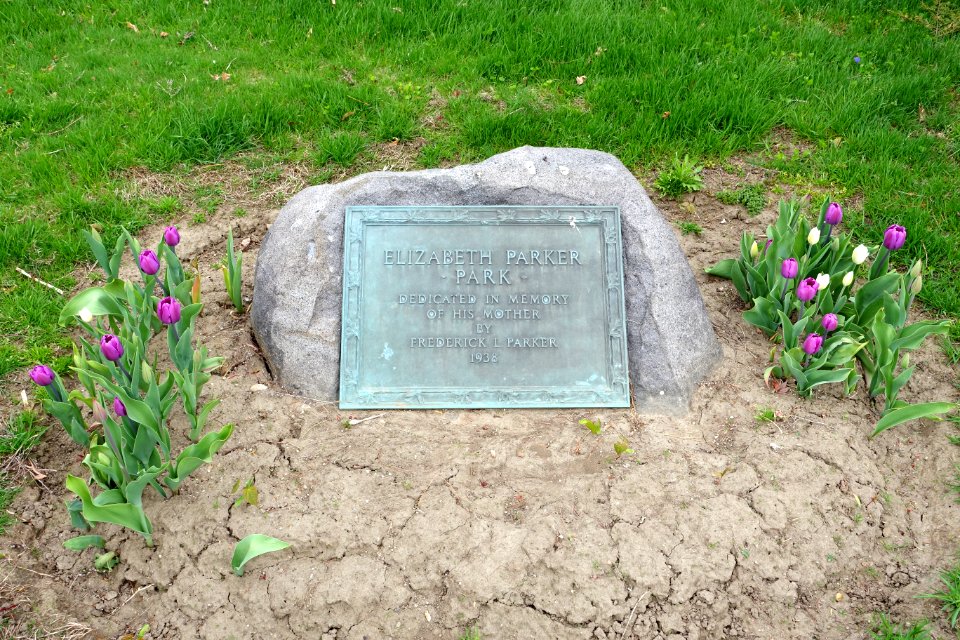 ELIZABETH PARKER
- PARK -
DEDICATED IN MEMORY
OF HIS MOTHER
BY
FREDERICK L PARKER
1938